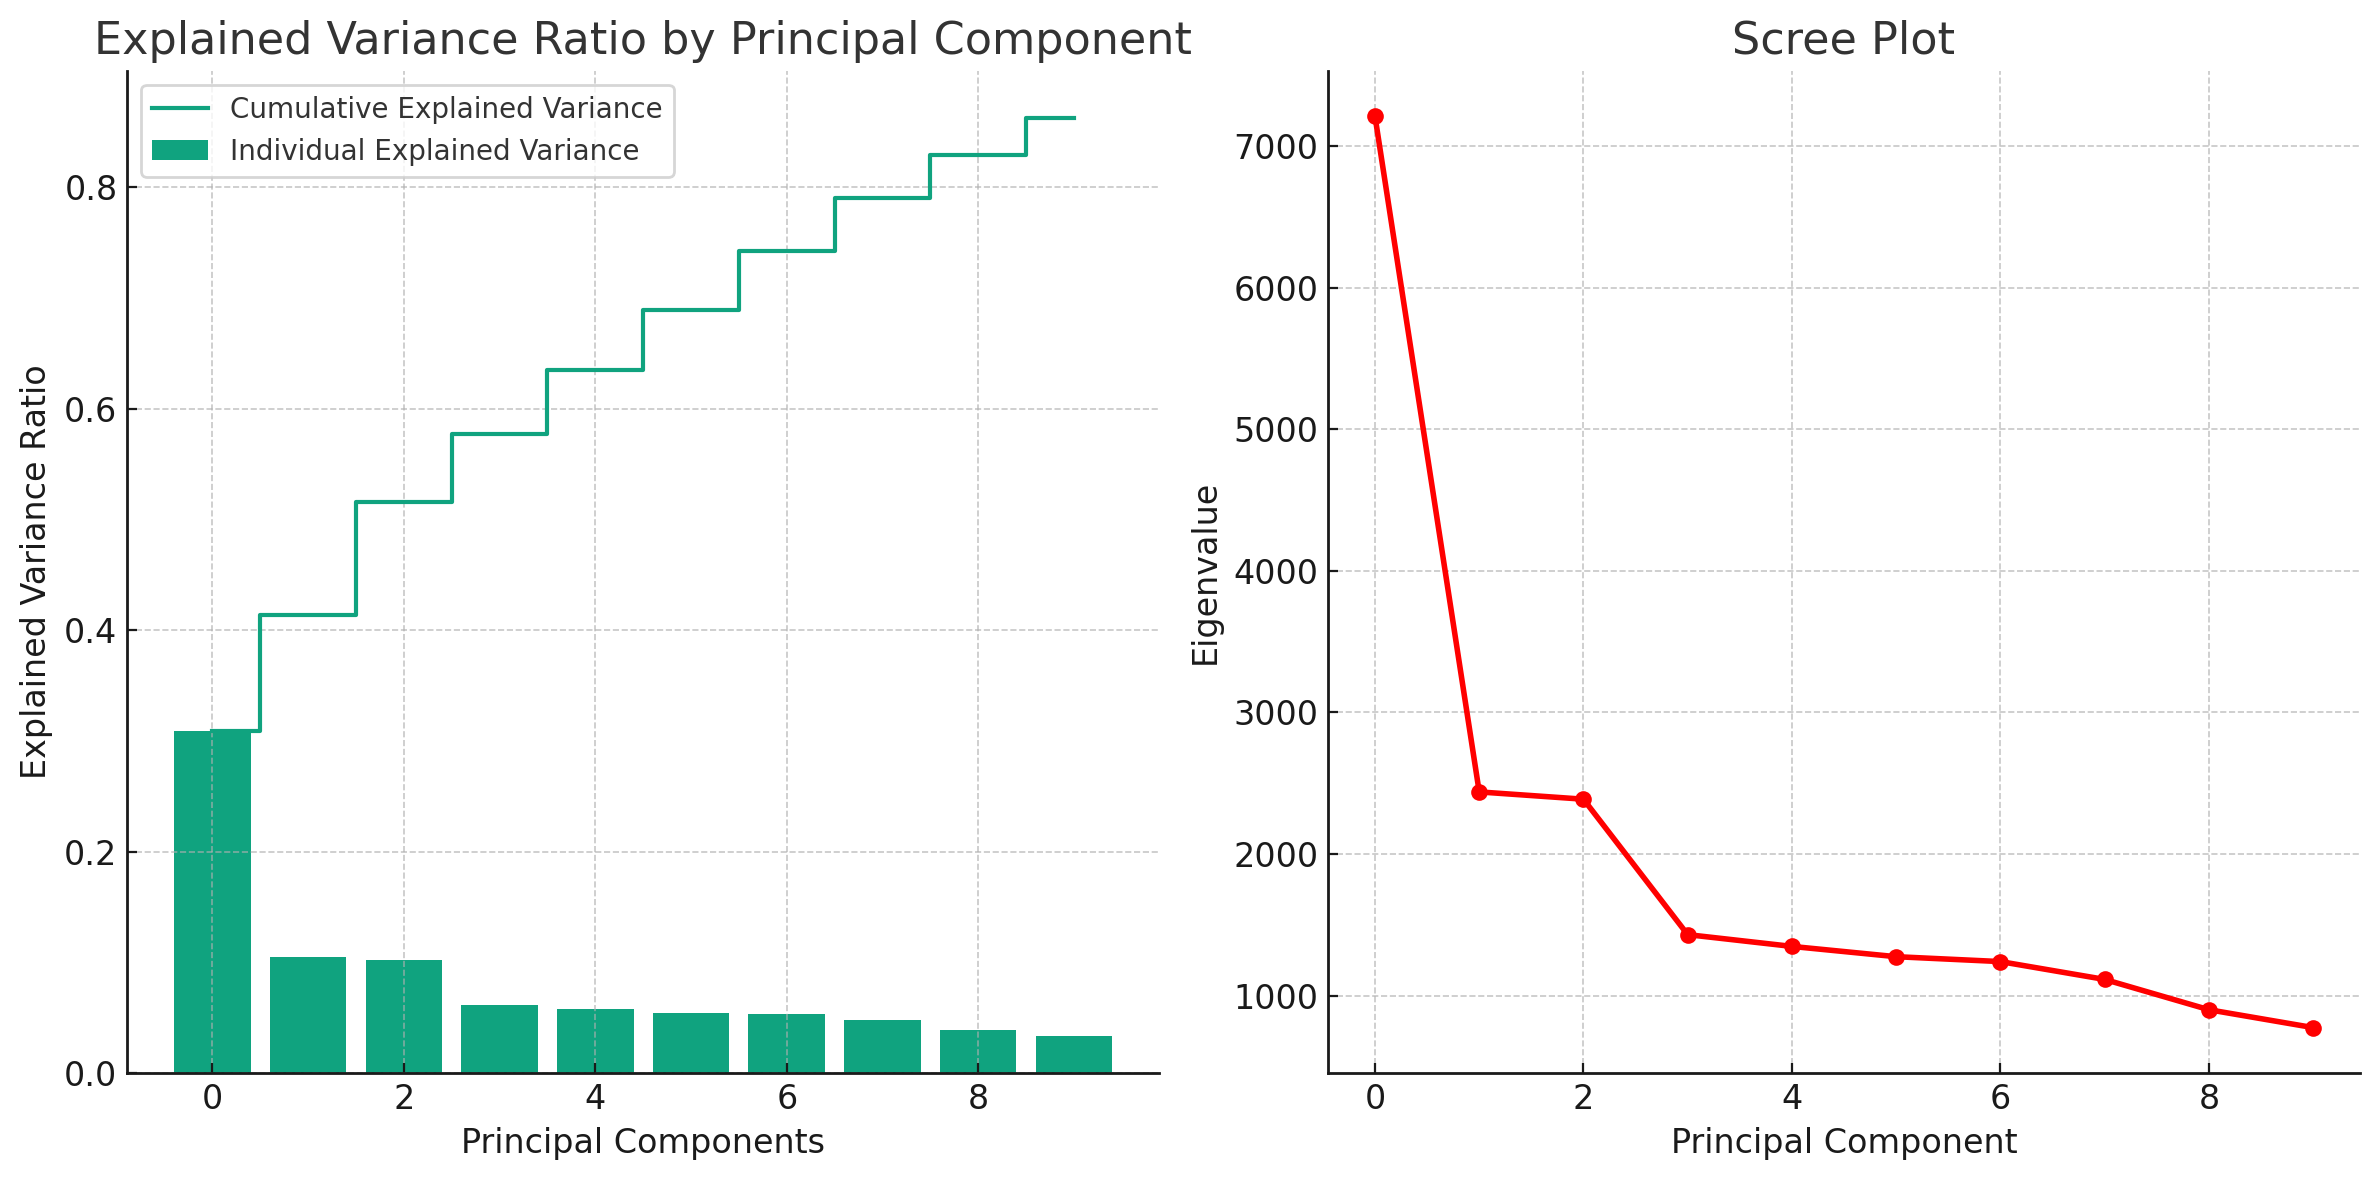 Explained Variance Ratio by Principal Component
Cumulative Explained Variance
Individual Explained Variance
Explained Variance Ratio
0.8
0.6
0.4
0.2
0.0
0 2 4 6 8
Principal Components
Scree Plot
Eigenvalue
7000
6000
5000
4000
3000
2000
1000
0 2 4 6 8
Principal Component